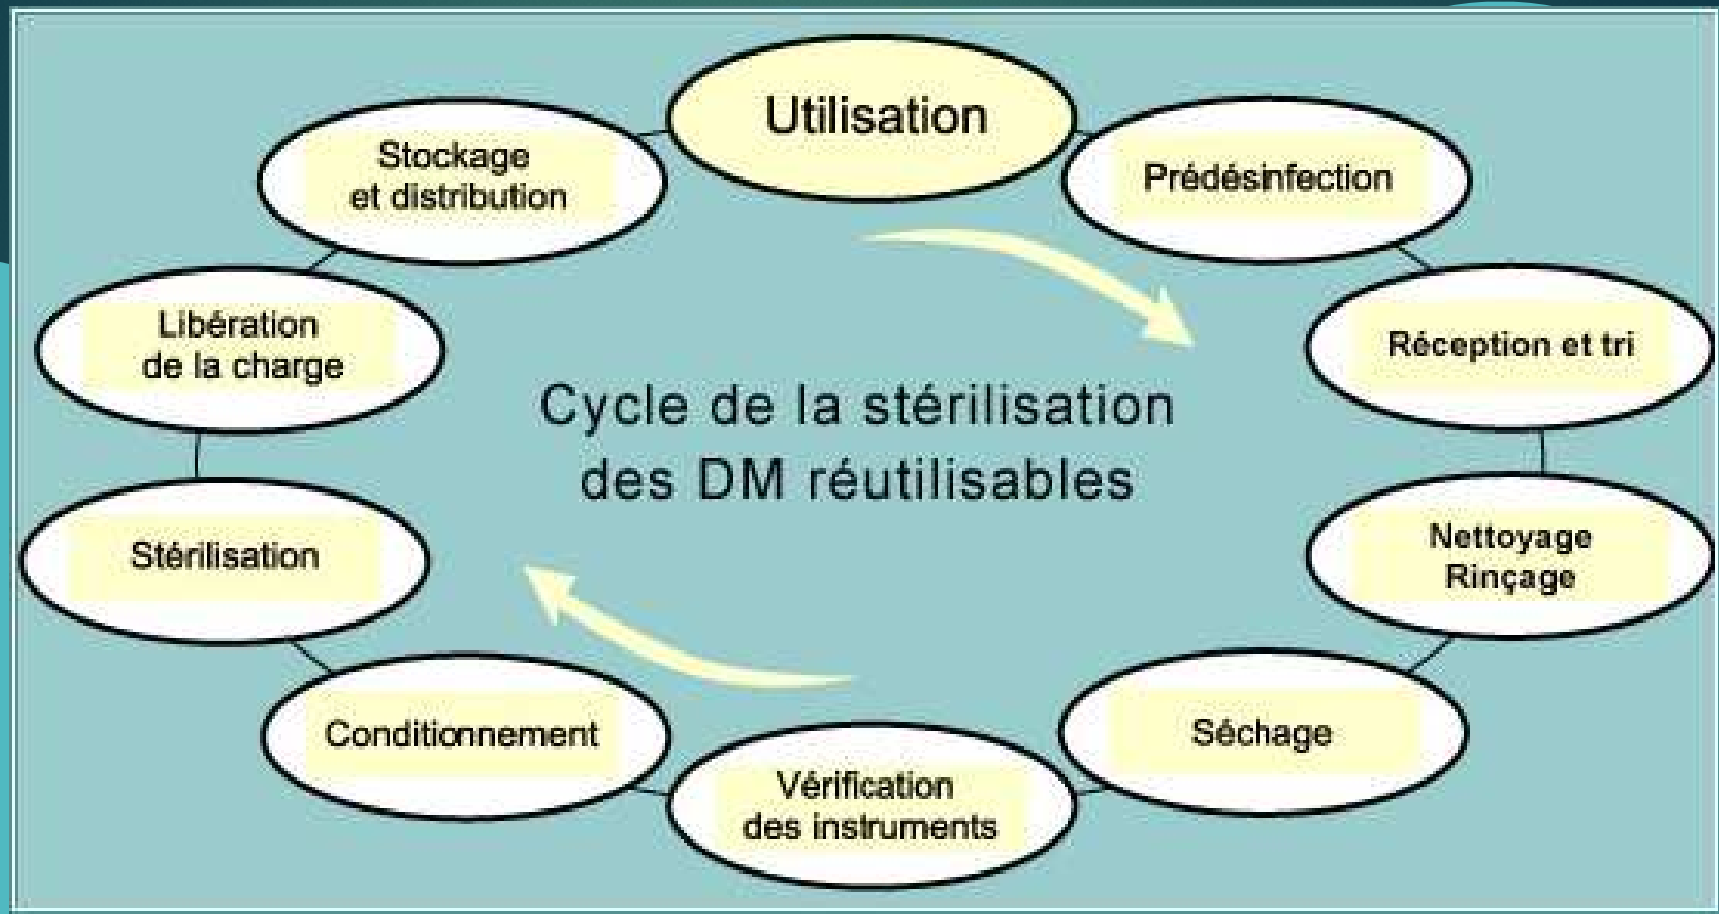 Utilisation
Prédésinfection
Réception et tri
Nettoyage
Rinçage
Séchage
Vérification
des instruments
Conditionnement
Stérilisation
Libération
de la charge
Stockage
et distribution
Cycle de la stérilisation
des DM réutilisables